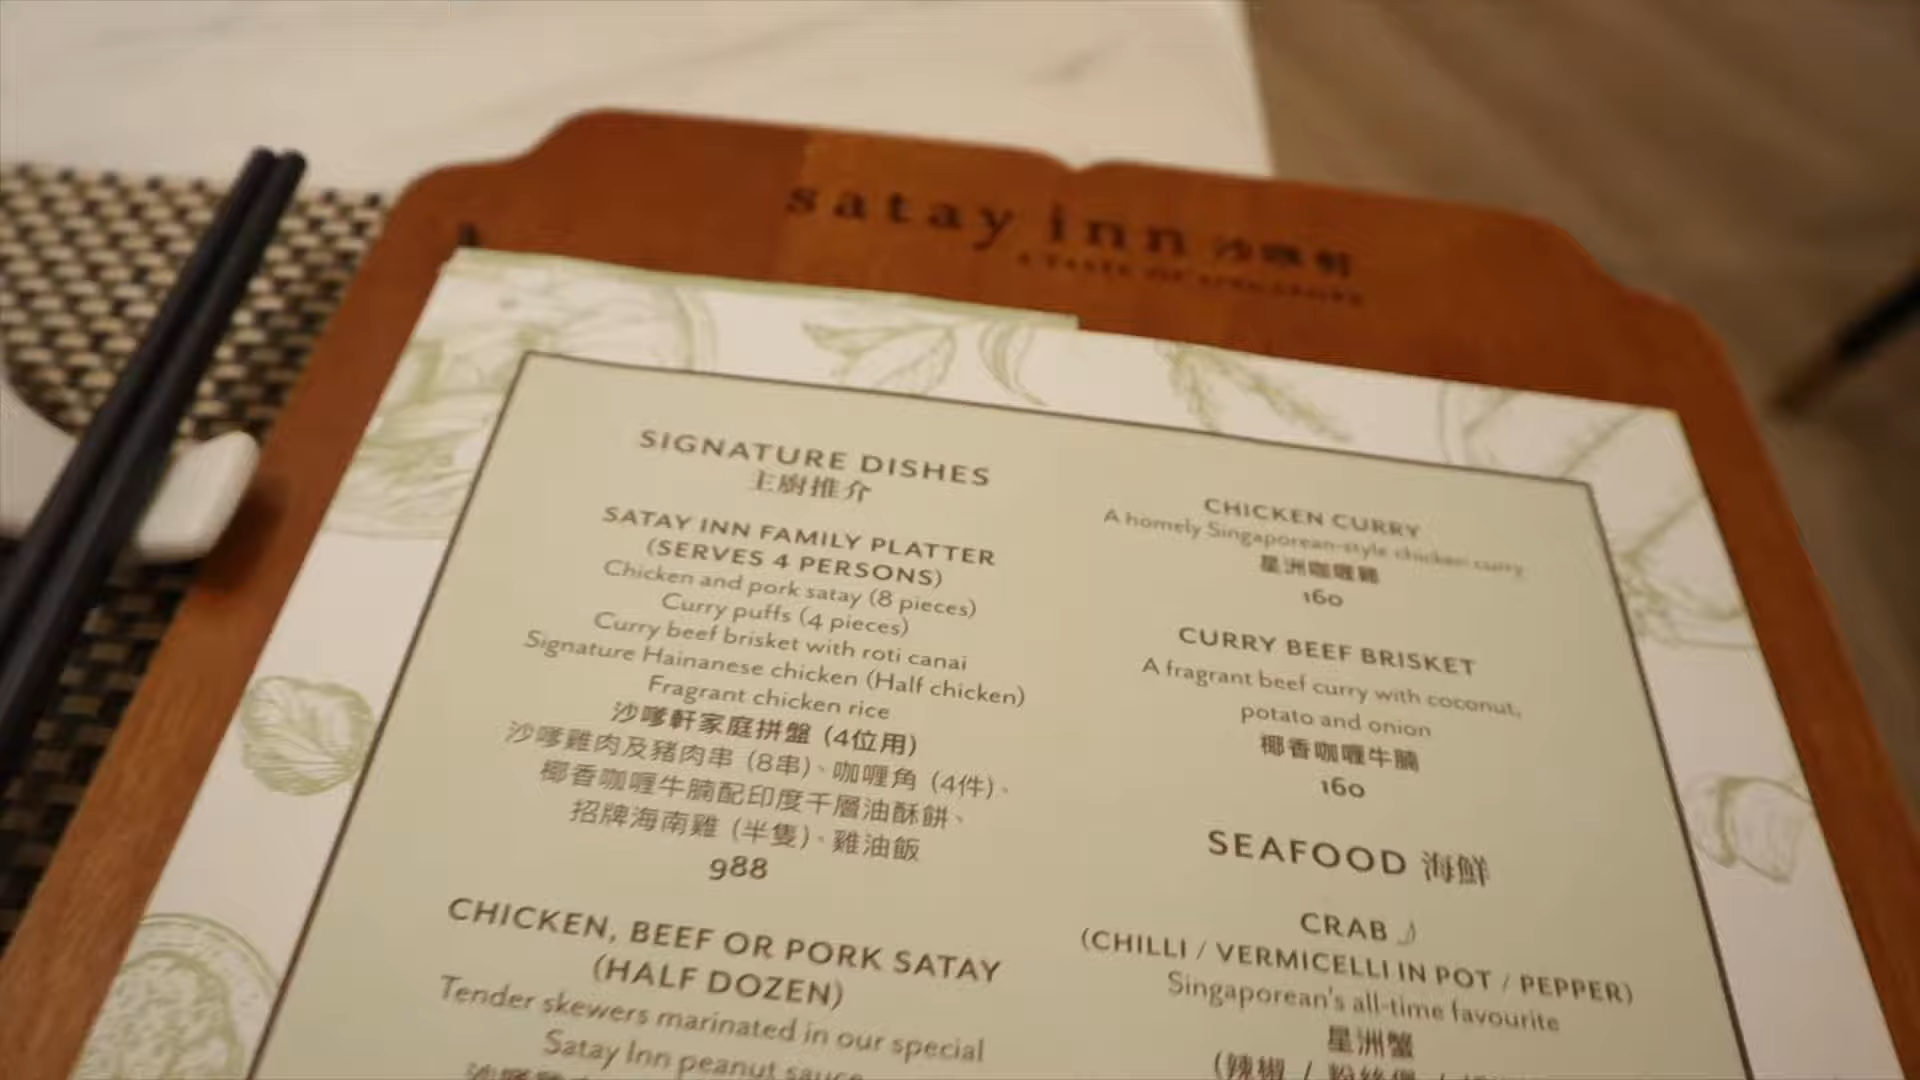 satay inn 沙嗲軒
SIGNATURE DISHES
主廚推介
SATAY INN FAMILY PLATTER
(SERVES 4 PERSONS)
Chicken and pork satay (8 pieces)
Curry puffs (4 pieces)
Curry beef brisket with roti canai
Signature Hainanese chicken (Half chicken)
Fragrant chicken rice
沙嗲軒家庭拼盤 (4位用)
沙嗲雞肉及豬肉串 (8串)、咖喱角 (4件)、
椰香咖喱牛腩配印度千層油酥餅、
招牌海南雞 (半隻)、雞油飯
988
CHICKEN, BEEF OR PORK SATAY
(HALF DOZEN)
Tender skewers marinated in our special
Satay Inn peanut sauce
CHICKEN CURRY
A homely Singaporean-style chicken curry
星洲咖喱雞
160
CURRY BEEF BRISKET
A fragrant beef curry with coconut,
potato and onion
椰香咖喱牛腩
160
SEAFOOD 海鮮
CRAB
(CHILLI / VERMICELLI IN POT / PEPPER)
Singaporean's all-time favourite
星洲蟹
(辣椒 / 粉絲煲 /